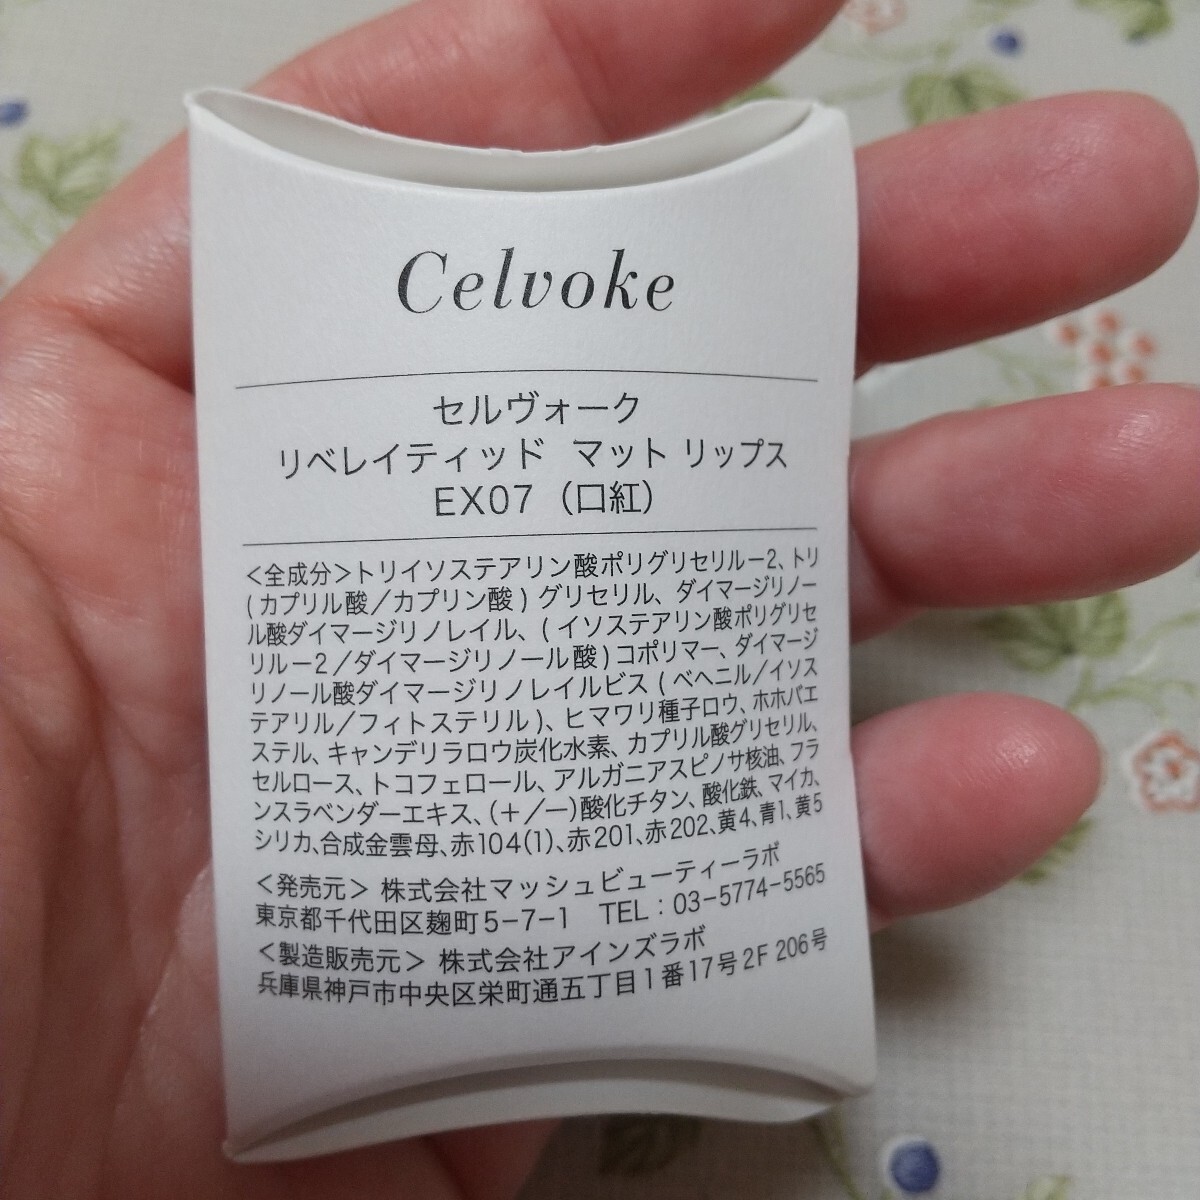 Celvoke
セルヴォーク
リベレイティッド マット リップス
EX07（口紅）
＜全成分＞トリイソステアリン酸ポリグリセリル−2、トリ
(カプリル酸／カプリン酸) グリセリル、ダイマージリノー
ル酸ダイマージリノレイル、(イソステアリン酸ポリグリセ
リル−2／ダイマージリノール酸)コポリマー、ダイマージ
リノール酸ダイマージリノレイルビス(ベヘニル／イソス
テアリル／フィトステリル)、ヒマワリ種子ロウ、ホホバエ
ステル、キャンデリラロウ炭化水素、カプリル酸グリセリル、
セルロース、トコフェロール、アルガニアスピノサ核油、フラ
ンスラベンダーエキス、(＋／−)酸化チタン、酸化鉄、マイカ、
シリカ、合成金雲母、赤104(1)、赤201、赤202、黄4、青1、黄5
＜発売元＞ 株式会社マッシュビューティーラボ
東京都千代田区麹町5−7−1 TEL：03−5774−5565
＜製造販売元＞ 株式会社アインズラボ
兵庫県神戸市中央区栄町通五丁目1番17号2F 206号